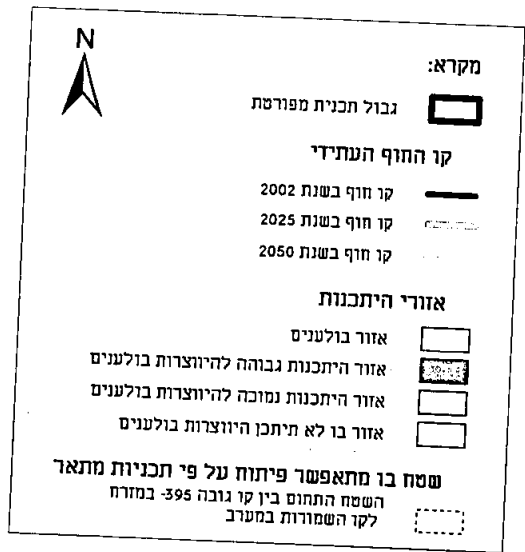 N
מקרא:
גבול תכנית מפורטת
קו החוף העתידי
קו חוף בשנת 2002
קו חוף בשנת 2025
קו חוף בשנת 2050
אזורי היתכנות
אזור בולענים
אזור היתכנות גבוהה להיווצרות בולענים
אזור היתכנות נמוכה להיווצרות בולענים
אזור בו לא תיתכן היווצרות בולענים
שטח בו מתאפשר פיתוח על פי תכניות מתאר
השטח התחום בין קו גובה 395- במזרח
לקו השמורות במערב